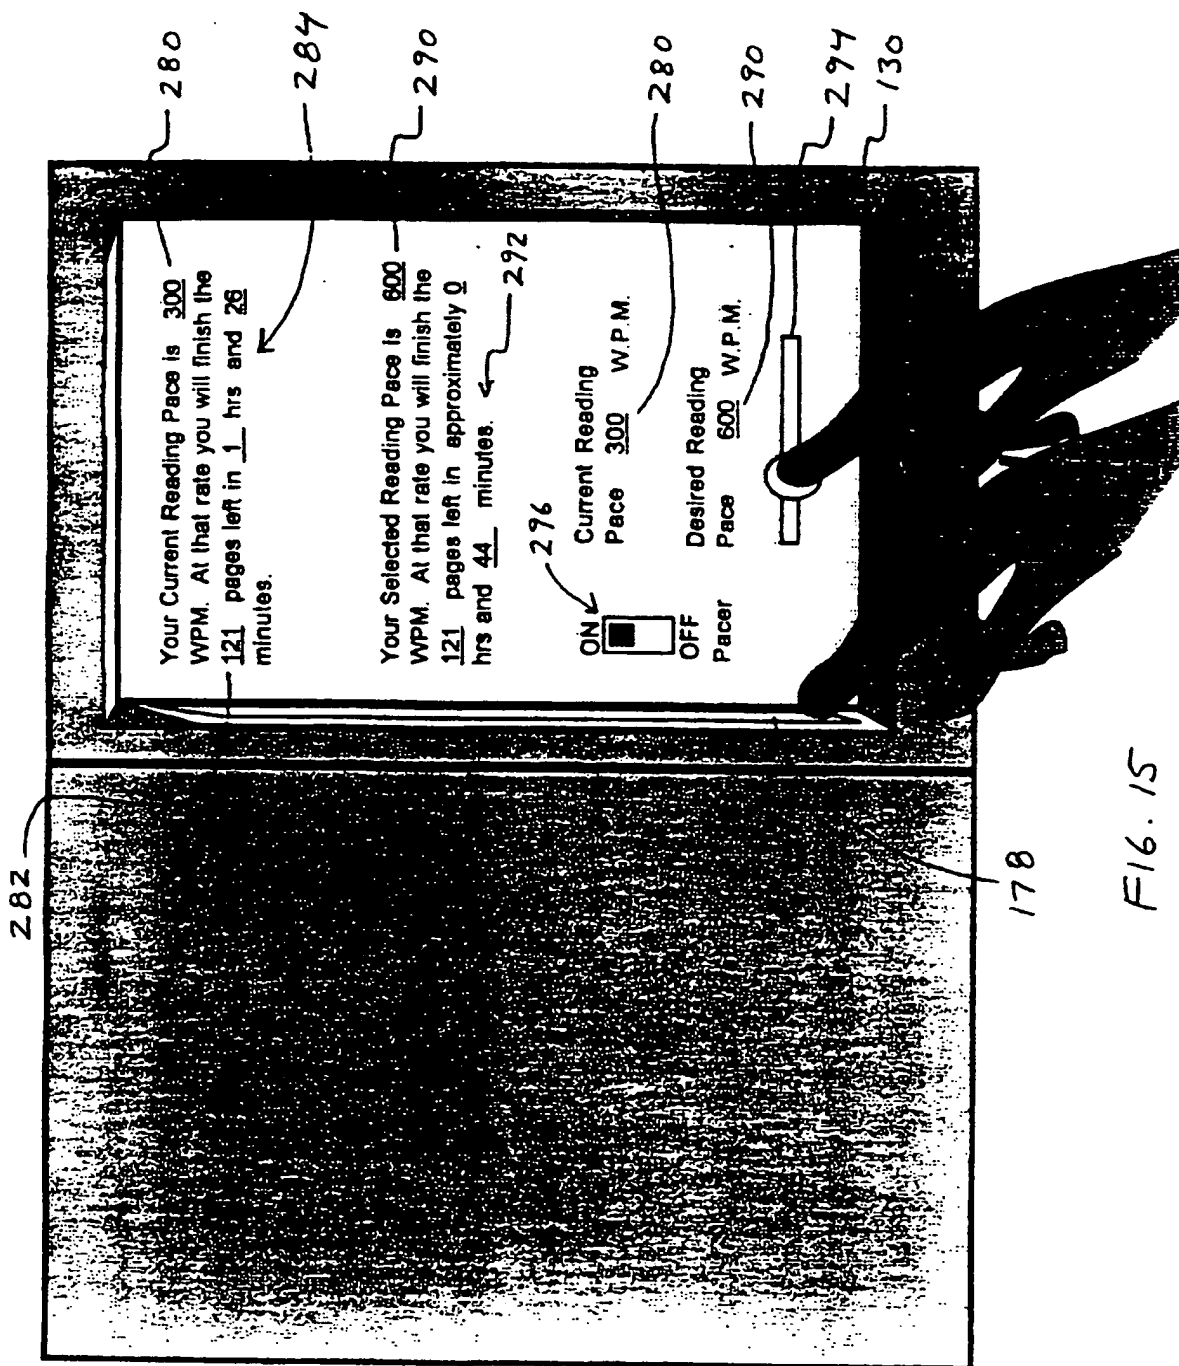 282
280
284
290
Your Current Reading Pace is 300
WPM. At that rate you will finish the
121 pages left in 1 hrs and 26
minutes.
Your Selected Reading Pace is 600
WPM. At that rate you will finish the
121 pages left in approximately 0
hrs and 44 minutes.
292
296
ON
OFF
Pacer
Current Reading
Pace 300 W.P.M.
Desired Reading
Pace 600 W.P.M.
280
290
294
130
178
FIG. 15